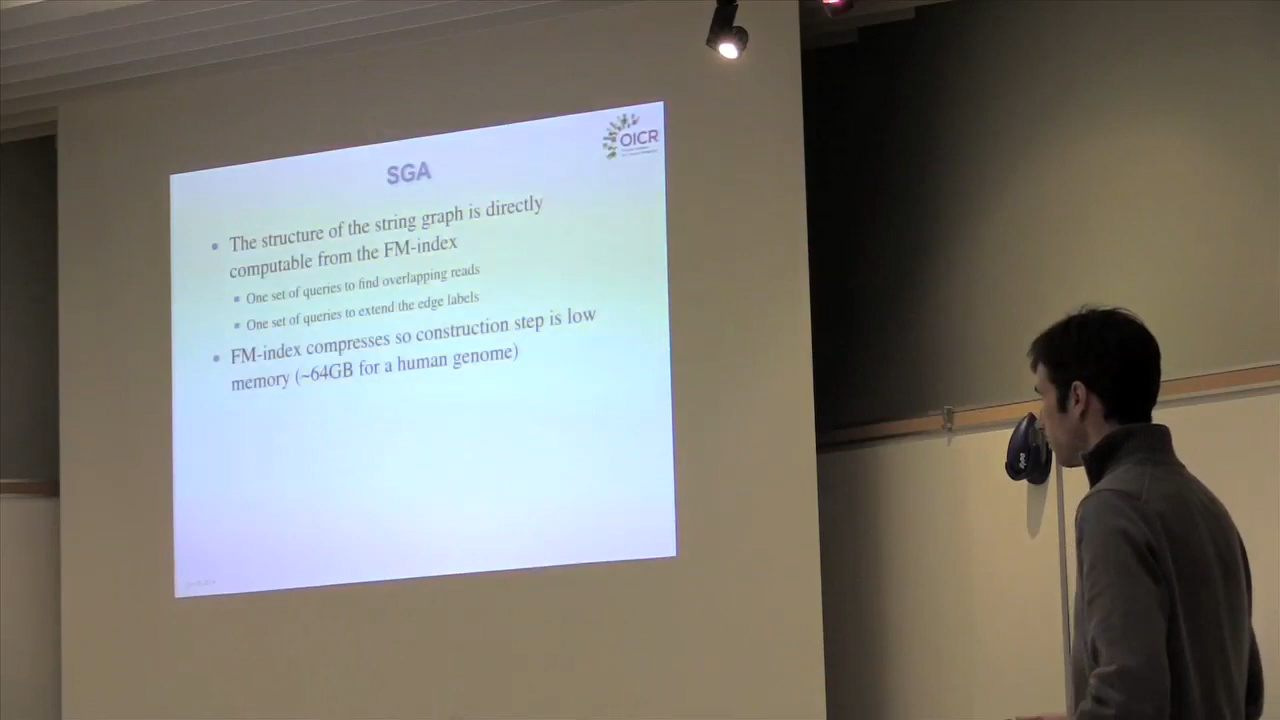 OICR
SGA
The structure of the string graph is directly
computable from the FM-index
One set of queries to find overlapping reads
One set of queries to extend the edge labels
FM-index compresses so construction step is low
memory (~64GB for a human genome)